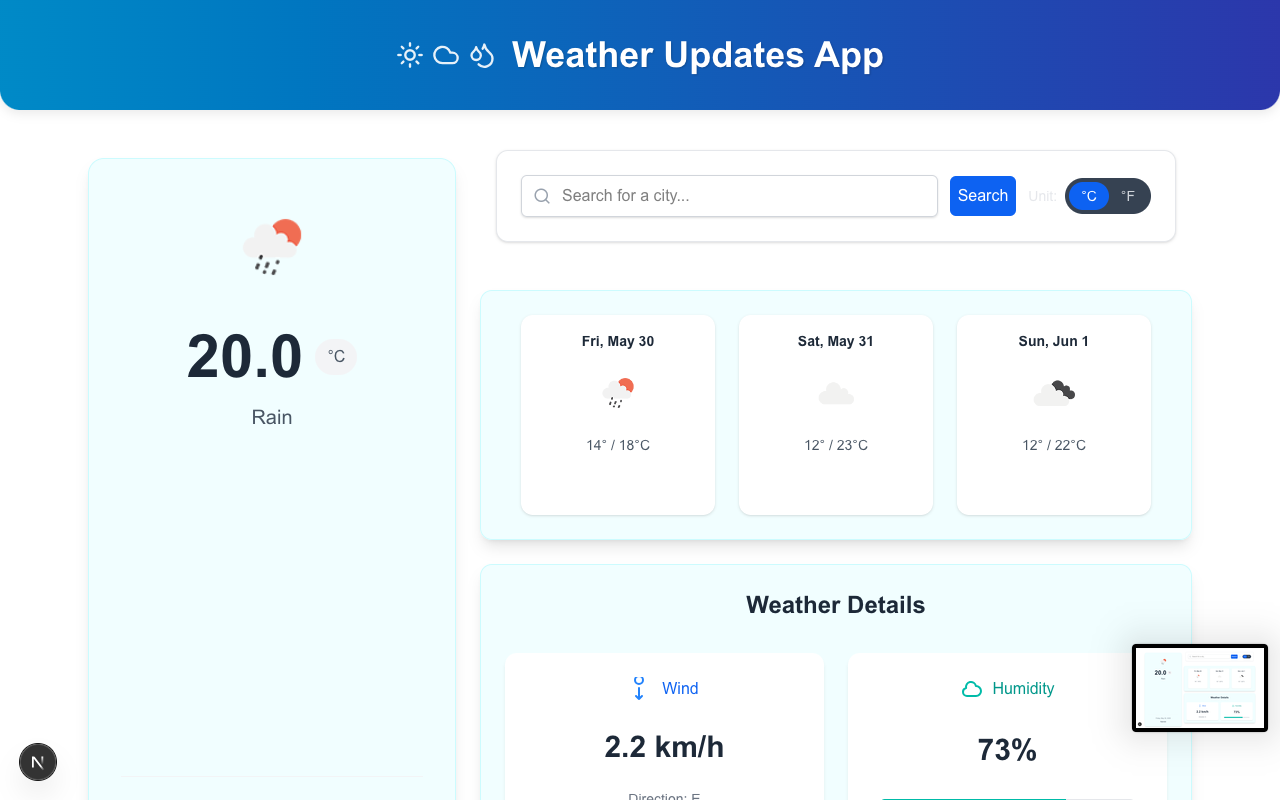 Weather Updates App
Search for a city...
Search
Unit:
°C
°F
20.0 °C
Rain
Fri, May 30
14° / 18°C
Sat, May 31
12° / 23°C
Sun, Jun 1
12° / 22°C
Weather Details
Wind
2.2 km/h
Direction: E
Humidity
73%
N